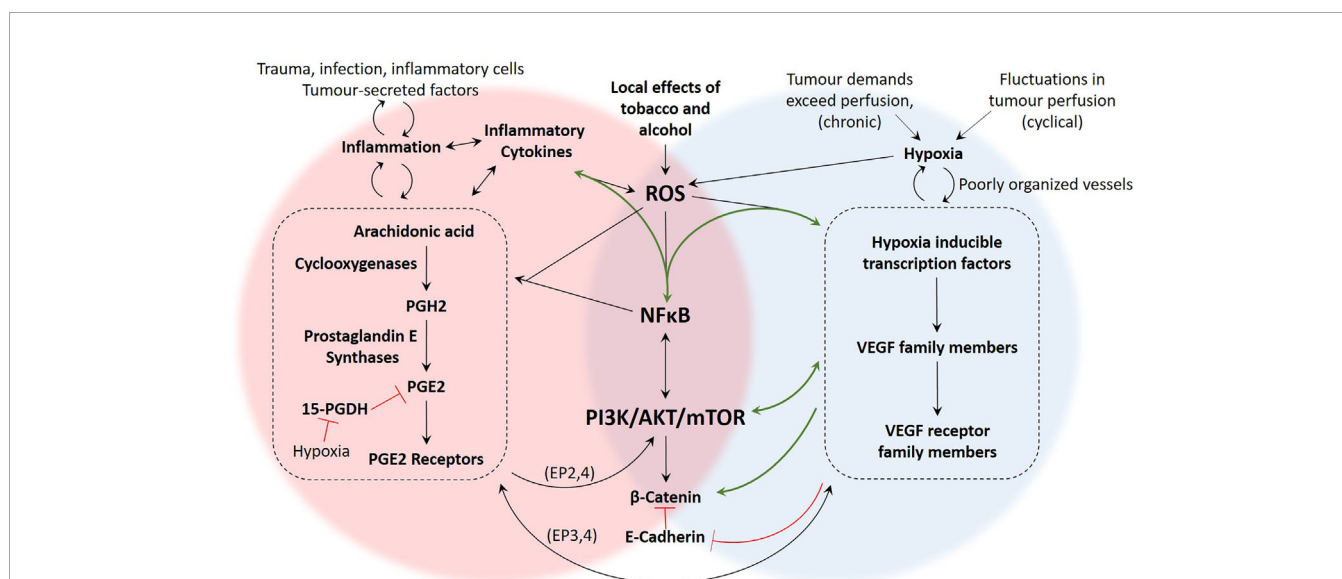 Trauma, infection, inflammatory cells
Tumour-secreted factors
Inflammation
Inflammatory
Cytokines
Local effects of
tobacco and
alcohol
ROS
Tumour demands
exceed perfusion,
(chronic)
Fluctuations in
tumour perfusion
(cyclical)
Hypoxia
Poorly organized vessels
Arachidonic acid
Cyclooxygenases
PGH2
Prostaglandin E
Synthases
PGE2
15-PGDH
Hypoxia
PGE2 Receptors
NFκB
PI3K/AKT/mTOR
(EP2,4)
β-Catenin
(EP3,4)
E-Cadherin
Hypoxia inducible
transcription factors
VEGF family members
VEGF receptor
family members